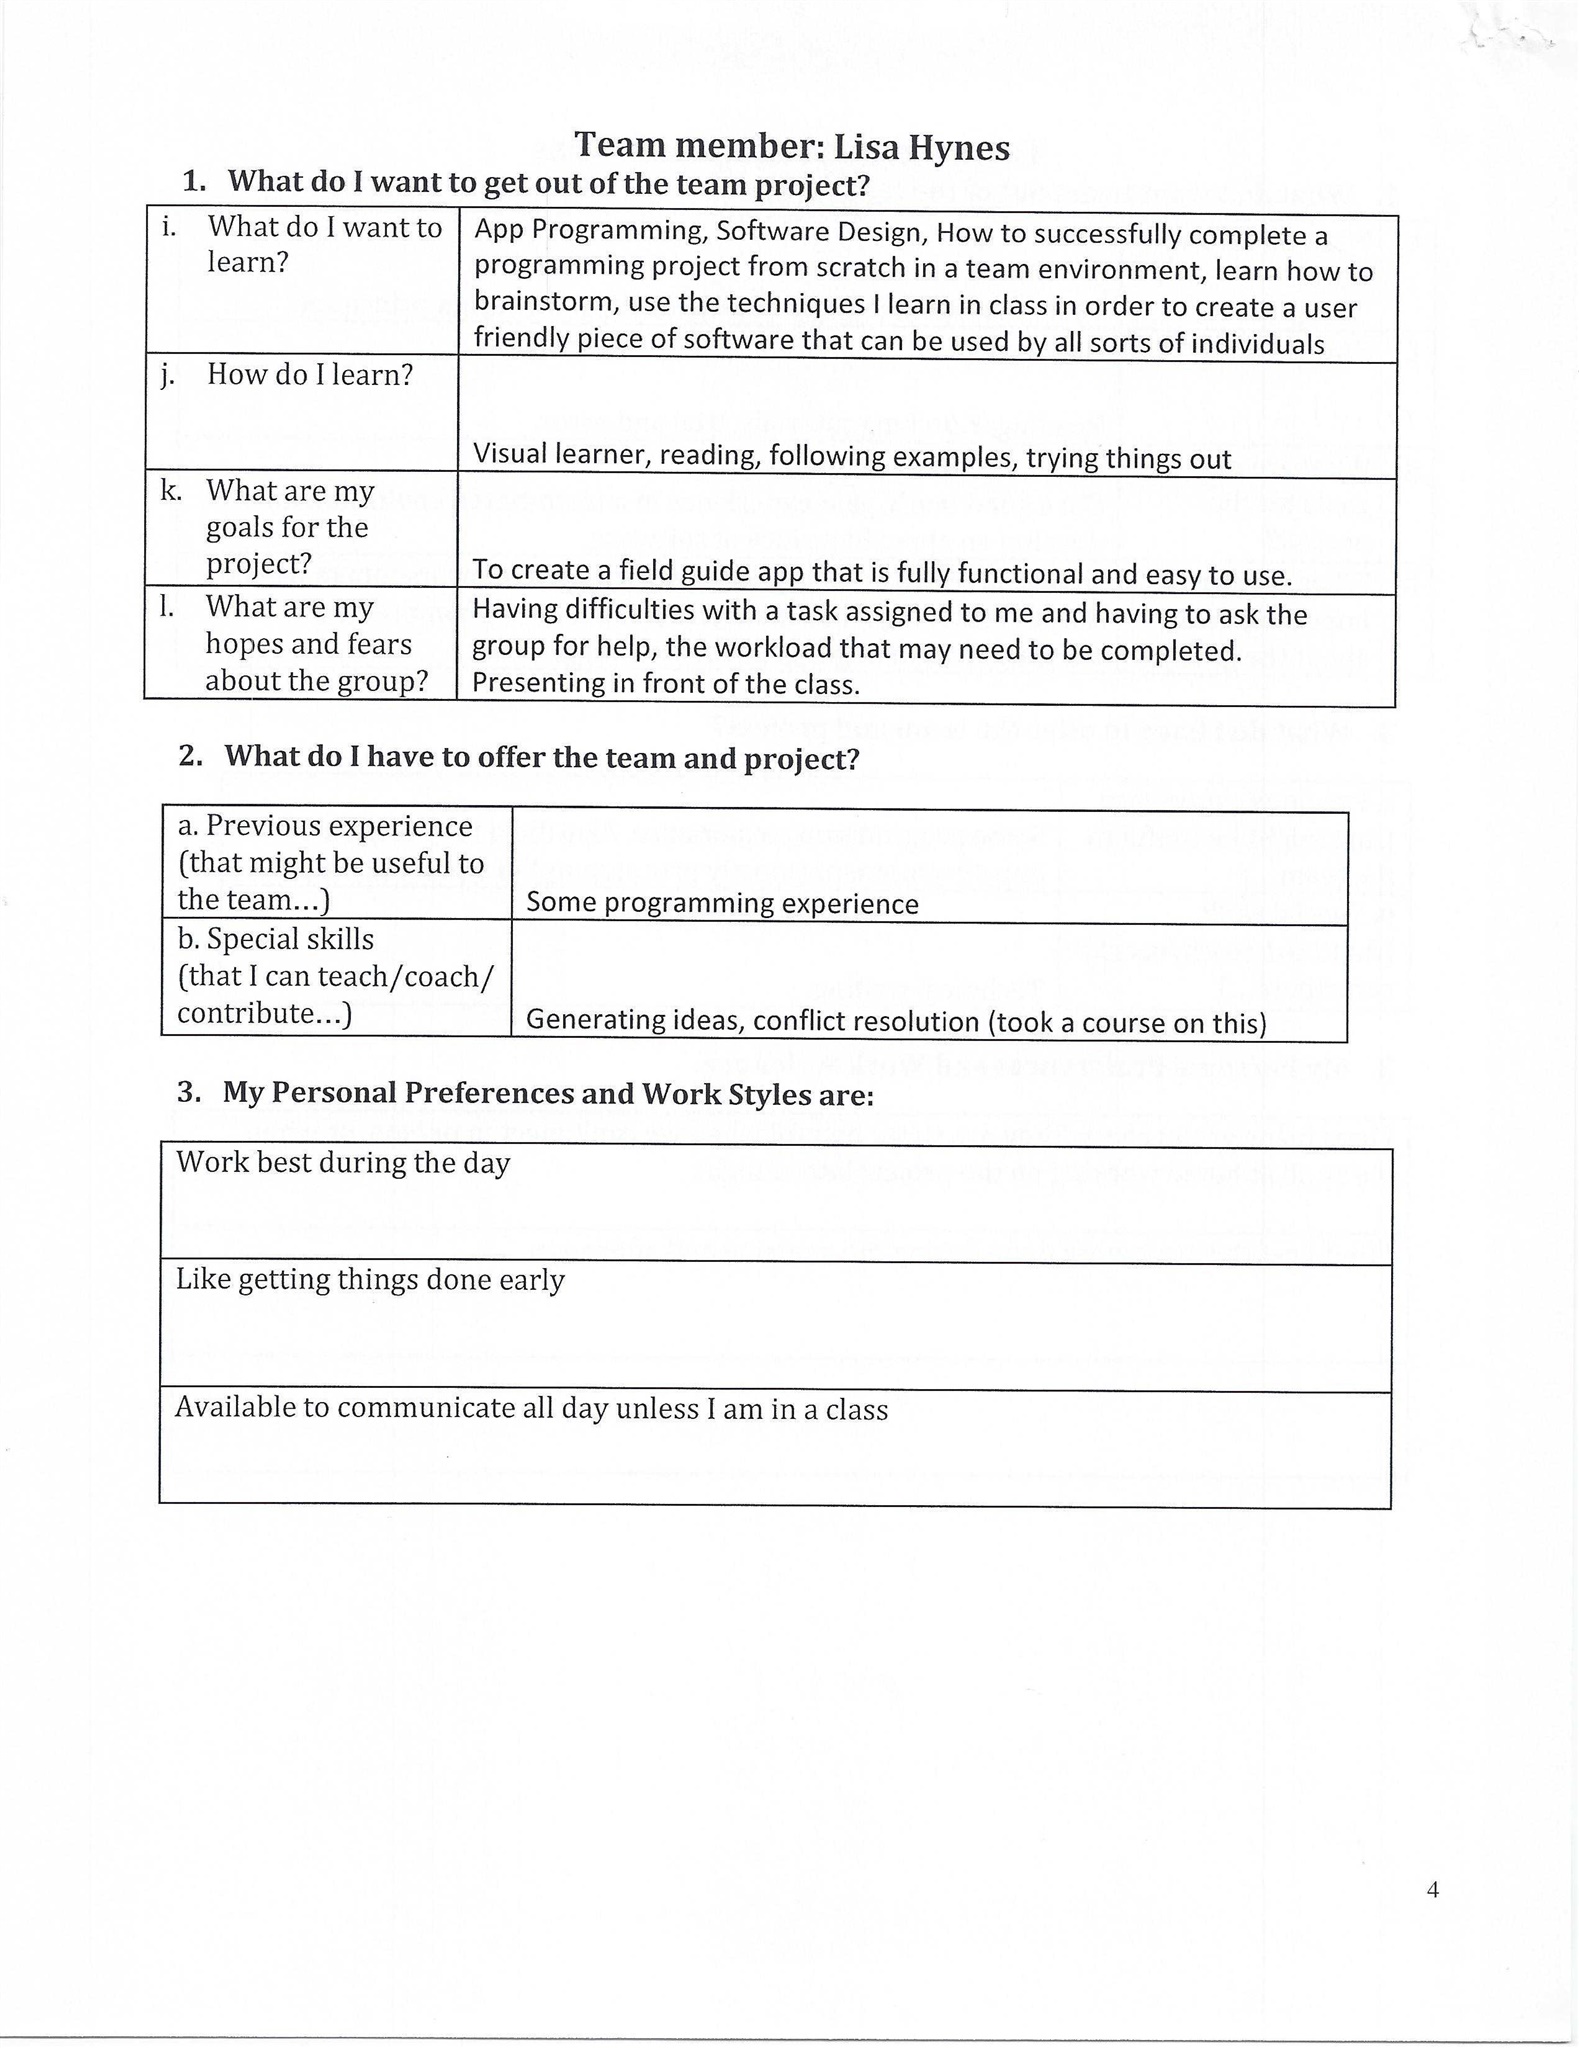 Team member: Lisa Hynes
1. What do I want to get out of the team project?
i. What do I want to learn?
App Programming, Software Design, How to successfully complete a
programming project from scratch in a team environment, learn how to
brainstorm, use the techniques I learn in class in order to create a user
friendly piece of software that can be used by all sorts of individuals
j. How do I learn?
Visual learner, reading, following examples, trying things out
k. What are my
goals for the
project?
To create a field guide app that is fully functional and easy to use.
l. What are my
hopes and fears
about the group?
Having difficulties with a task assigned to me and having to ask the
group for help, the workload that may need to be completed.
Presenting in front of the class.
2. What do I have to offer the team and project?
a. Previous experience
(that might be useful to
the team...)
Some programming experience
b. Special skills
(that I can teach/coach/
contribute...)
Generating ideas, conflict resolution (took a course on this)
3. My Personal Preferences and Work Styles are:
Work best during the day
Like getting things done early
Available to communicate all day unless I am in a class
4